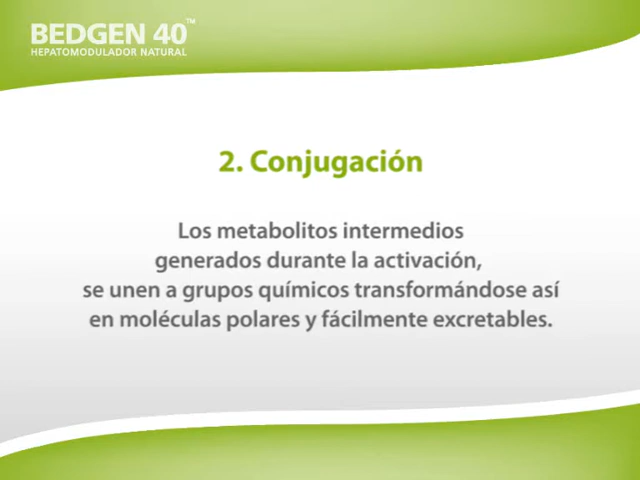 BEDGEN 40™
HEPATOMODULADOR NATURAL
2. Conjugación
Los metabolitos intermedios
generados durante la activación,
se unen a grupos químicos transformándose así
en moléculas polares y fácilmente excretables.